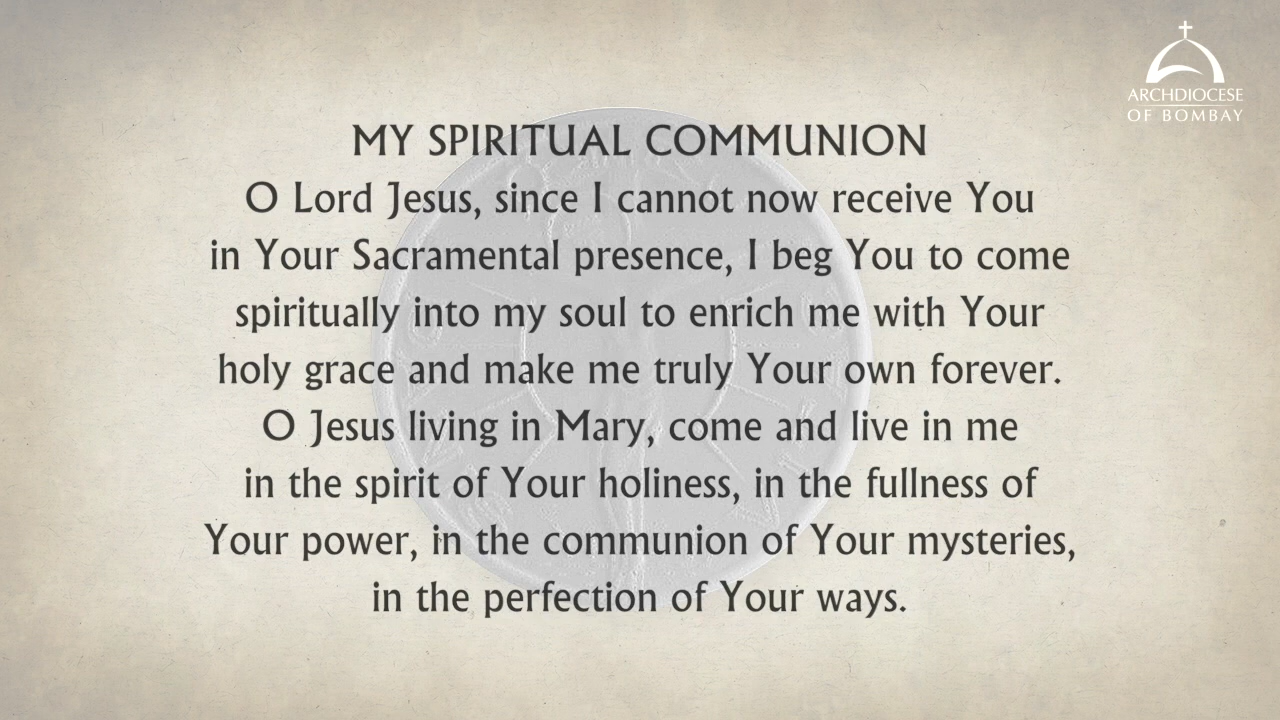 ARCHDIOCESE
OF BOMBAY
MY SPIRITUAL COMMUNION
O Lord Jesus, since I cannot now receive You
in Your Sacramental presence, I beg You to come
spiritually into my soul to enrich me with Your
holy grace and make me truly Your own forever.
O Jesus living in Mary, come and live in me
in the spirit of Your holiness, in the fullness of
Your power, in the communion of Your mysteries,
in the perfection of Your ways.